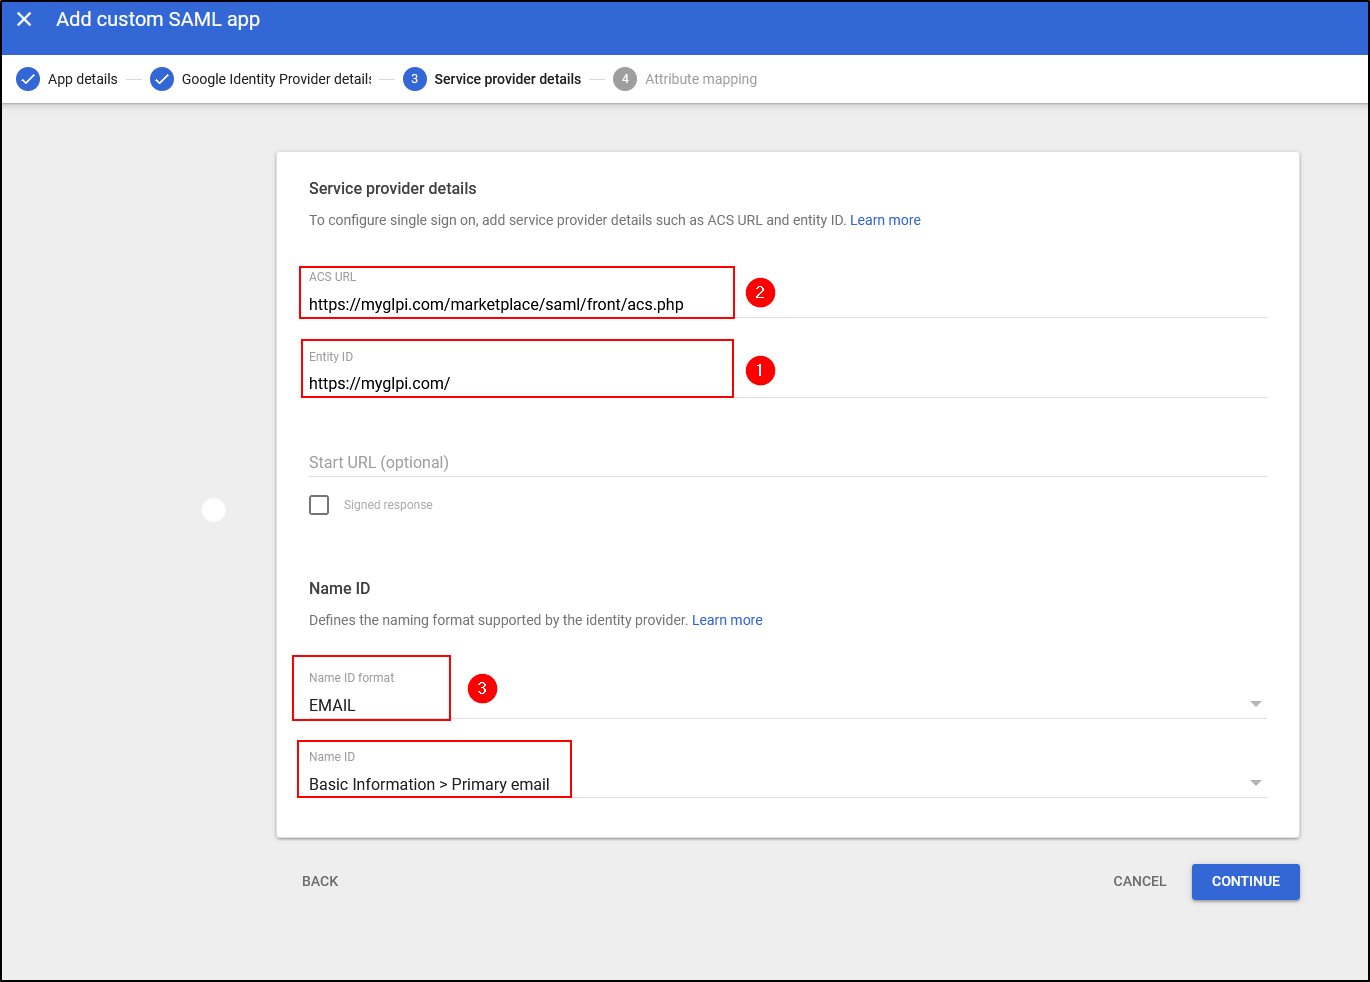 Add custom SAML app
App details
Google Identity Provider details
3 Service provider details
4 Attribute mapping
Service provider details
To configure single sign on, add service provider details such as ACS URL and entity ID. Learn more
ACS URL
https://myglpi.com/marketplace/saml/front/acs.php
2
Entity ID
https://myglpi.com/
1
Start URL (optional)
Signed response
Name ID
Defines the naming format supported by the identity provider. Learn more
Name ID format
EMAIL
3
Name ID
Basic Information > Primary email
BACK
CANCEL
CONTINUE